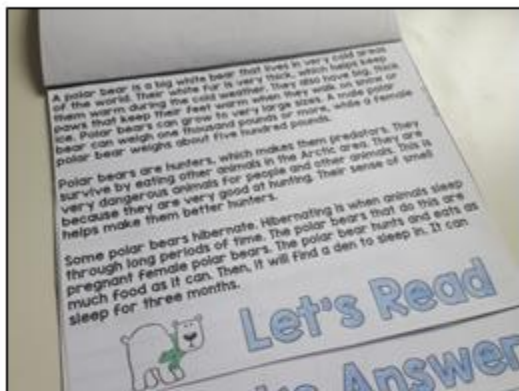 A polar bear is a big white bear that lives in very cold areas
of the world. Their white fur is very thick, which helps keep
them warm during the cold weather. They also have big, thick
paws that keep their feet warm when they walk on snow or
ice. Polar bears can grow to very large sizes. A male polar
bear can weigh one thousand pounds or more, while a female
polar bear weighs about five hundred pounds.
Polar bears are hunters, which makes them predators. They
survive by eating other animals in the Arctic area. They are
very dangerous animals for people and other animals. This is
because they are very good at hunting. Their sense of smell
helps make them better hunters.
Some polar bears hibernate. Hibernating is when animals sleep
through long periods of time. The polar bears that do this are
pregnant female polar bears. The polar bear hunts and eats as
much food as it can. Then, it will find a den to sleep in. It can
sleep for three months.
Let's Read
Answer